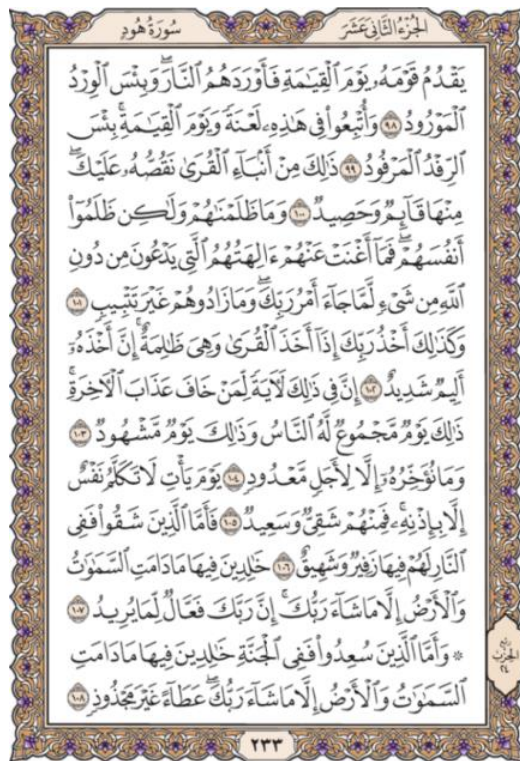 الجزء الثاني عشر
سورة هود
يَقْدُمُ قَوْمَهُۥ يَوْمَ ٱلْقِيَٰمَةِ فَأَوْرَدَهُمُ ٱلنَّارَۖ وَبِئْسَ ٱلْوِرْدُ
ٱلْمَوْرُودُ ٩٨ وَأُتْبِعُوا۟ فِى هَٰذِهِۦ لَعْنَةً وَيَوْمَ ٱلْقِيَٰمَةِۚ بِئْسَ
ٱلرِّفْدُ ٱلْمَرْفُودُ ٩٩ ذَٰلِكَ مِنْ أَنۢبَآءِ ٱلْقُرَىٰ نَقُصُّهُۥ عَلَيْكَۖ
مِنْهَا قَآئِمٌ وَحَصِيدٌ ١٠٠ وَمَا ظَلَمْنَٰهُمْ وَلَٰكِن ظَلَمُوٓا۟
أَنفُسَهُمْۖ فَمَآ أَغْنَتْ عَنْهُمْ ءَالِهَتُهُمُ ٱلَّتِى يَدْعُونَ مِن دُونِ
ٱللَّهِ مِن شَىْءٍ لَّمَّا جَآءَ أَمْرُ رَبِّكَۖ وَمَا زَادُوهُمْ غَيْرَ تَتْبِيبٍ ١٠١
وَكَذَٰلِكَ أَخْذُ رَبِّكَ إِذَآ أَخَذَ ٱلْقُرَىٰ وَهِىَ ظَٰلِمَةٌۚ إِنَّ أَخْذَهُۥٓ
أَلِيمٌ شَدِيدٌ ١٠٢ إِنَّ فِى ذَٰلِكَ لَءَايَةً لِّمَنْ خَافَ عَذَابَ ٱلْءَاخِرَةِۚ
ذَٰلِكَ يَوْمٌ مَّجْمُوعٌ لَّهُ ٱلنَّاسُ وَذَٰلِكَ يَوْمٌ مَّشْهُودٌ ١٠٣
وَمَا نُؤَخِّرُهُۥٓ إِلَّا لِأَجَلٍ مَّعْدُودٍ ١٠٤ يَوْمَ يَأْتِ لَا تَكَلَّمُ نَفْسٌ
إِلَّا بِإِذْنِهِۦۚ فَمِنْهُمْ شَقِىٌّ وَسَعِيدٌ ١٠٥ فَأَمَّا ٱلَّذِينَ شَقُوا۟ فَفِى
ٱلنَّارِ لَهُمْ فِيهَا زَفِيرٌ وَشَهِيقٌ ١٠٦ خَٰلِدِينَ فِيهَا مَا دَامَتِ ٱلسَّمَٰوَٰتُ
وَٱلْأَرْضُ إِلَّا مَا شَآءَ رَبُّكَۚ إِنَّ رَبَّكَ فَعَّالٌ لِّمَا يُرِيدُ ١٠٧
۞ وَأَمَّا ٱلَّذِينَ سُعِدُوا۟ فَفِى ٱلْجَنَّةِ خَٰلِدِينَ فِيهَا مَا دَامَتِ
ٱلسَّمَٰوَٰتُ وَٱلْأَرْضُ إِلَّا مَا شَآءَ رَبُّكَۖ عَطَآءً غَيْرَ مَجْذُوذٍ ١٠٨
ربع
الحزب
٢٤
٢٣٣